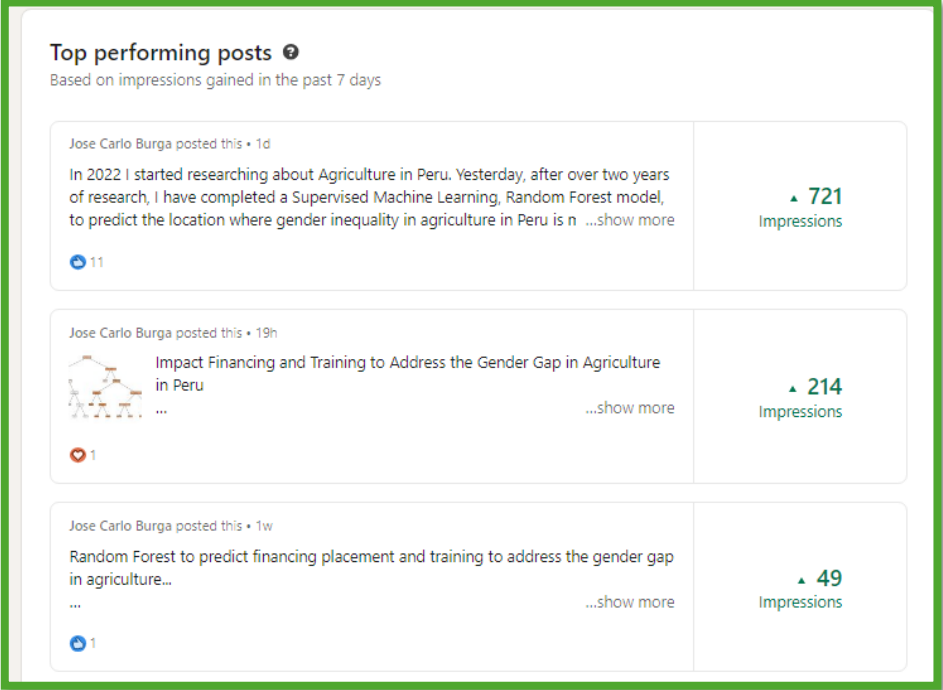 Top performing posts ?
Based on impressions gained in the past 7 days
Jose Carlo Burga posted this • 1d
In 2022 I started researching about Agriculture in Peru. Yesterday, after over two years
of research, I have completed a Supervised Machine Learning, Random Forest model,
to predict the location where gender inequality in agriculture in Peru is n ...show more
11
▲ 721
Impressions
Jose Carlo Burga posted this • 19h
Impact Financing and Training to Address the Gender Gap in Agriculture
in Peru
... ...show more
1
▲ 214
Impressions
Jose Carlo Burga posted this • 1w
Random Forest to predict financing placement and training to address the gender gap
in agriculture...
... ...show more
1
▲ 49
Impressions